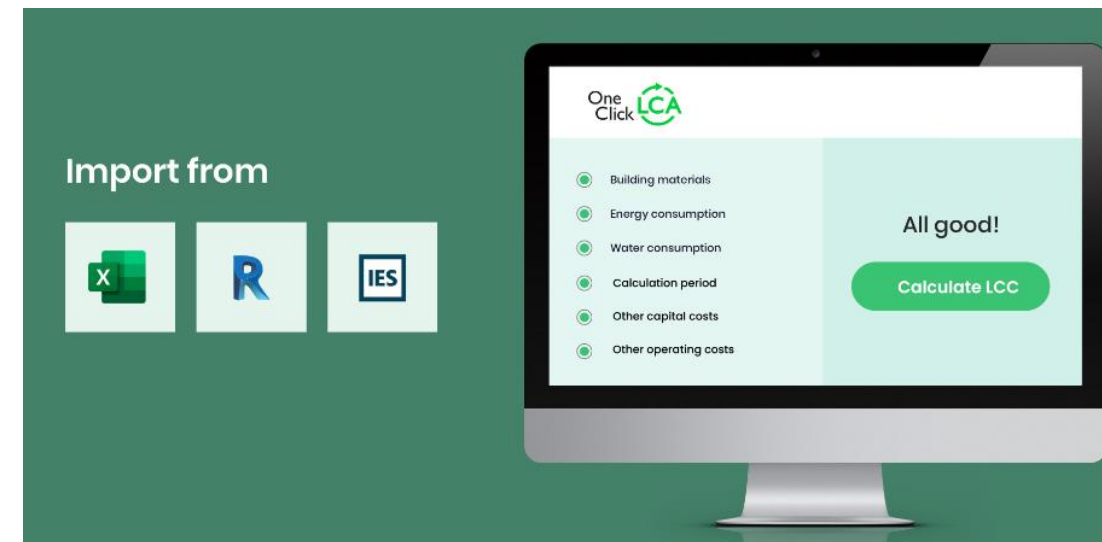 Import from
X
R
IES
One
Click LCA
Building materials
Energy consumption
Water consumption
Calculation period
Other capital costs
Other operating costs
All good!
Calculate LCC